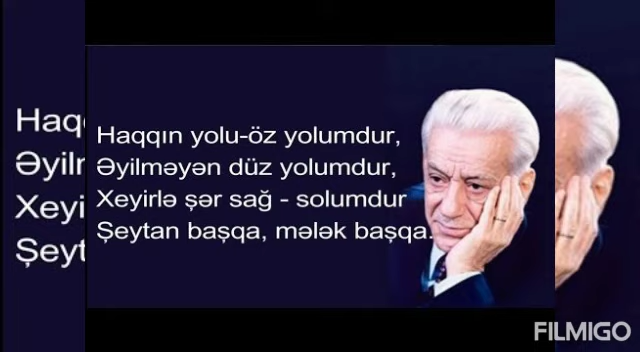 Haqqın yolu-öz yolumdur,
Əyilməyən düz yolumdur,
Xeyirlə şər sağ - solumdur
Şeytan başqa, mələk başqa.
FILMIGO